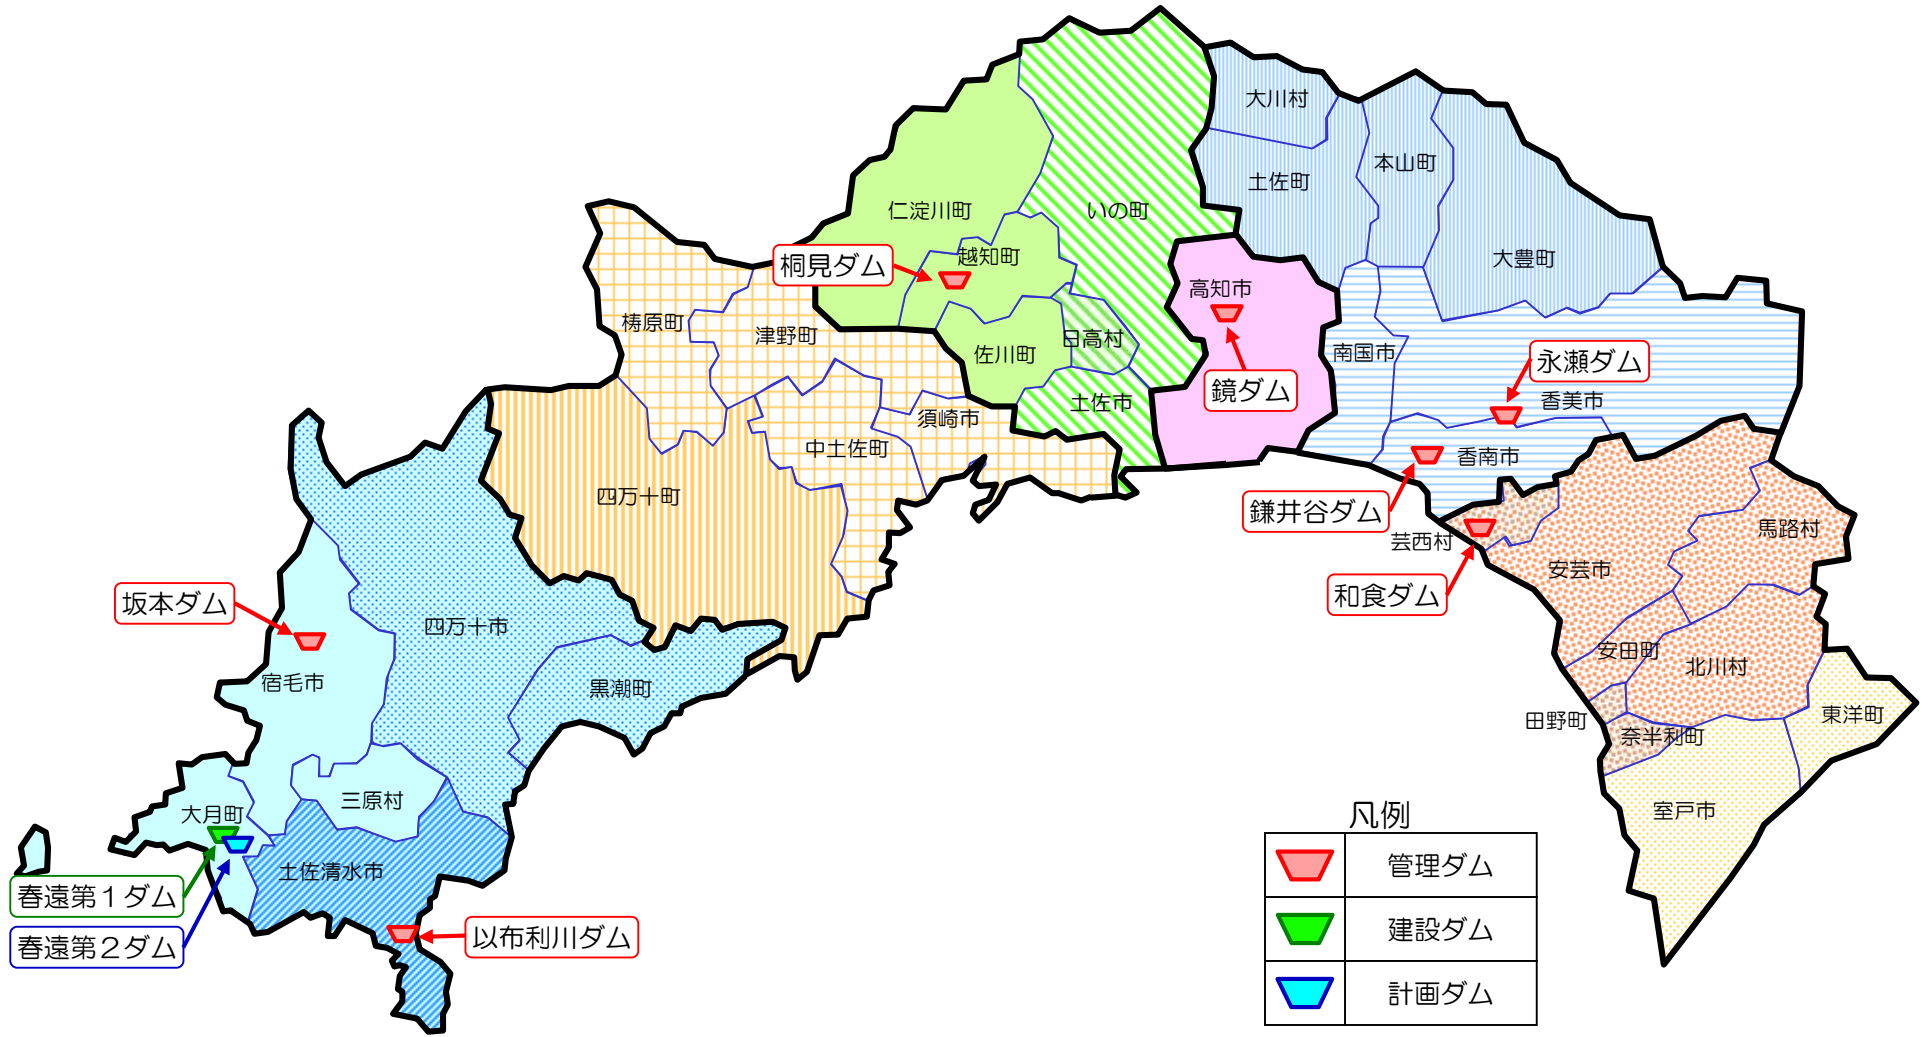 大川村
本山町
土佐町
大豊町
仁淀川町
いの町
越知町
桐見ダム
高知市
梼原町
津野町
日高村
佐川町
南国市
永瀬ダム
鏡ダム
香美市
土佐市
須崎市
中土佐町
香南市
四万十町
鎌井谷ダム
芸西村
馬路村
安芸市
和食ダム
坂本ダム
四万十市
安田町
北川村
宿毛市
黒潮町
田野町
東洋町
奈半利町
三原村
大月町
室戸市
土佐清水市
春遠第1ダム
春遠第2ダム
以布利川ダム
凡例
管理ダム
建設ダム
計画ダム